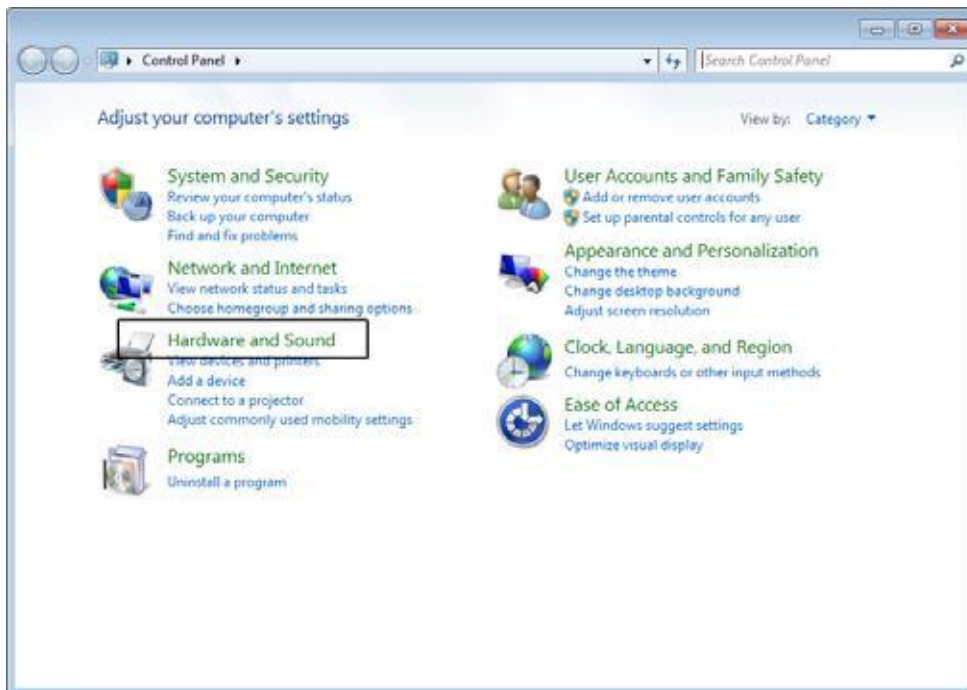 Control Panel
Search Control Panel
Adjust your computer's settings
View by: Category
System and Security
Review your computer's status
Back up your computer
Find and fix problems
Network and Internet
View network status and tasks
Choose homegroup and sharing options
Hardware and Sound
View devices and printers
Add a device
Connect to a projector
Adjust commonly used mobility settings
Programs
Uninstall a program
User Accounts and Family Safety
Add or remove user accounts
Set up parental controls for any user
Appearance and Personalization
Change the theme
Change desktop background
Adjust screen resolution
Clock, Language, and Region
Change keyboards or other input methods
Ease of Access
Let Windows suggest settings
Optimize visual display